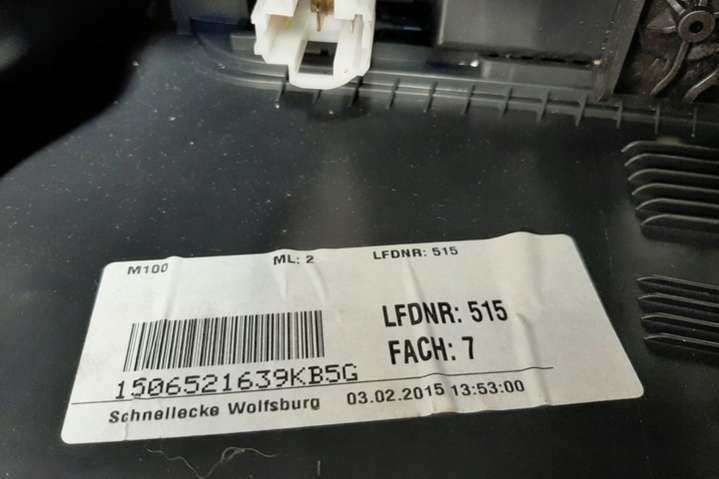 M100 ML: 2 LFDNR: 515
LFDNR: 515
FACH: 7
1506521639KB5G
Schnellecke Wolfsburg 03.02.2015 13:53:00